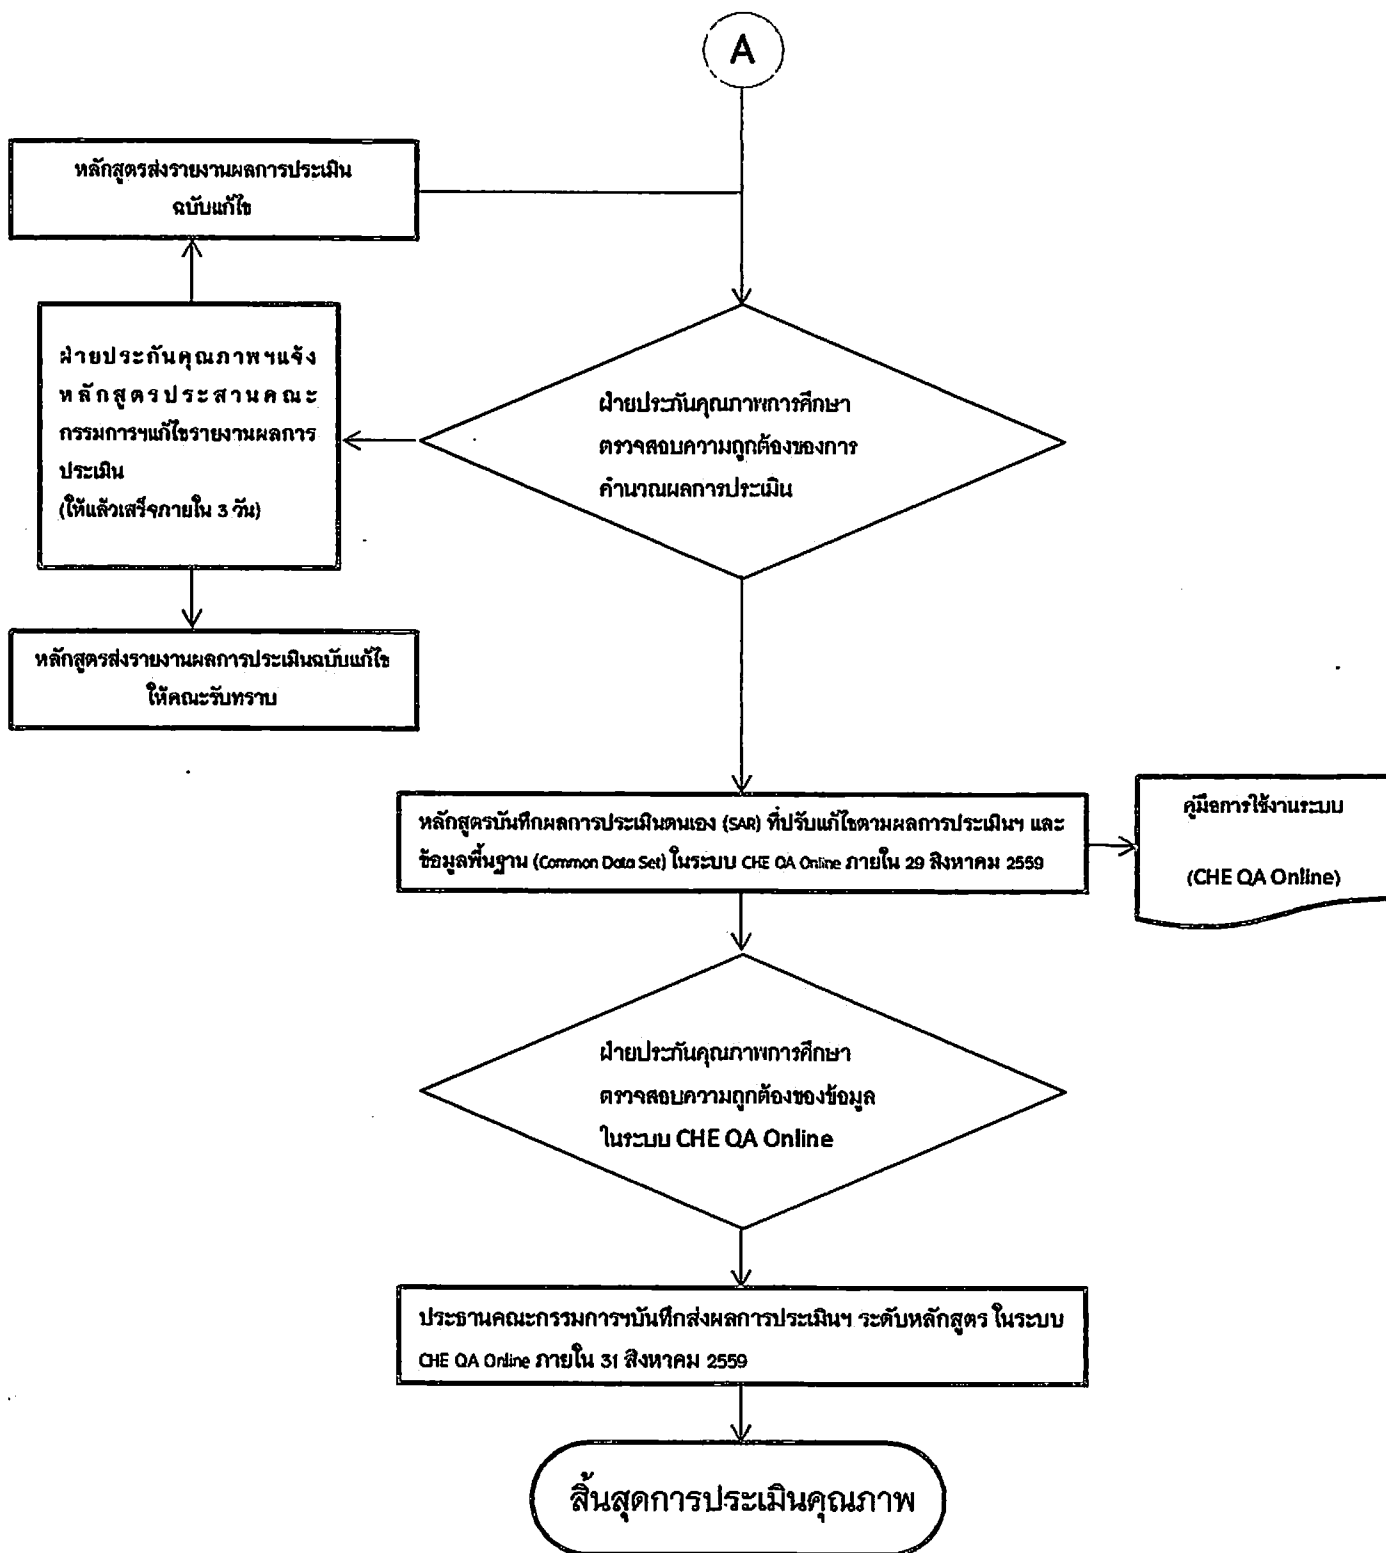 A
หลักสูตรส่งรายงานผลการประเมิน
ฉบับแก้ไข
ฝ่ายประกันคุณภาพฯแจ้ง
หลักสูตรประสานคณะ
กรรมการฯแก้ไขรายงานผลการ
ประเมิน
(ให้แล้วเสร็จภายใน 3 วัน)
ฝ่ายประกันคุณภาพการศึกษา
ตรวจสอบความถูกต้องของการ
คำนวณผลการประเมิน
หลักสูตรส่งรายงานผลการประเมินฉบับแก้ไข
ให้คณะรับทราบ
หลักสูตรบันทึกผลการประเมินตนเอง (SAR) ที่ปรับแก้ไขตามผลการประเมินฯ และ
ข้อมูลพื้นฐาน (Common Data Set) ในระบบ CHE QA Online ภายใน 29 สิงหาคม 2559
คู่มือการใช้งานระบบ
(CHE QA Online)
ฝ่ายประกันคุณภาพการศึกษา
ตรวจสอบความถูกต้องของข้อมูล
ในระบบ CHE QA Online
ประธานคณะกรรมการฯบันทึกส่งผลการประเมินฯ ระดับหลักสูตร ในระบบ
CHE QA Online ภายใน 31 สิงหาคม 2559
สิ้นสุดการประเมินคุณภาพ